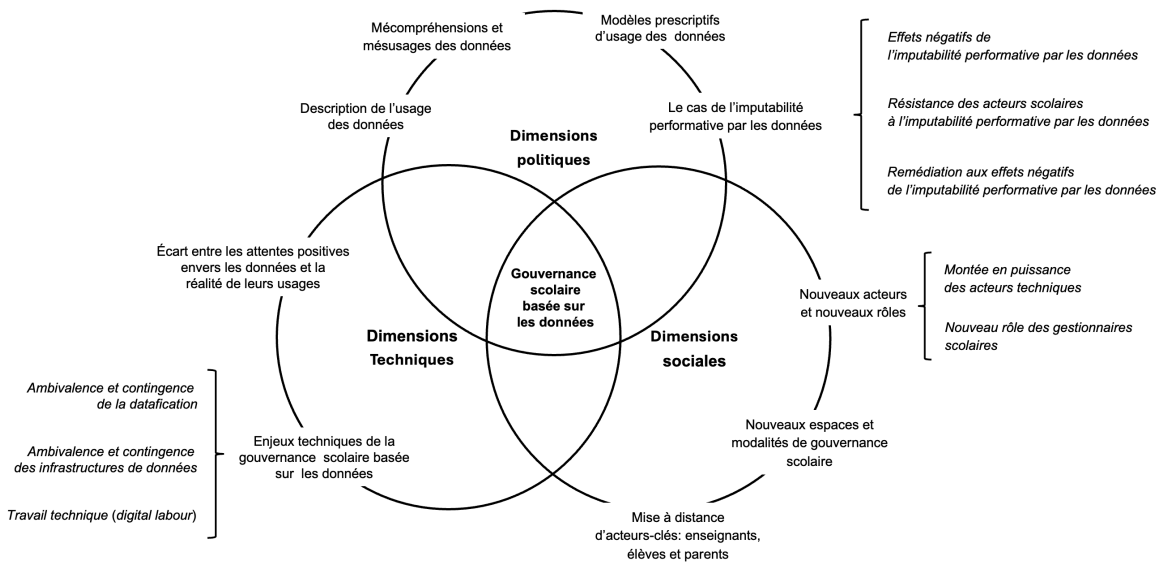 Mécompréhensions et
mésusages des données
Modèles prescriptifs
d’usage des données
Description de l’usage
des données
Le cas de l’imputabilité
performative par les données
Effets négatifs de
l’imputabilité performative par les données
Résistance des acteurs scolaires
à l’imputabilité performative par les données
Remédiation aux effets négatifs
de l’imputabilité performative par les données
Dimensions
politiques
Écart entre les attentes positives
envers les données et la
réalité de leurs usages
Gouvernance
scolaire
basée sur
les données
Dimensions
Techniques
Dimensions
sociales
Nouveaux acteurs
et nouveaux rôles
Montée en puissance
des acteurs techniques
Nouveau rôle des gestionnaires
scolaires
Ambivalence et contingence
de la datafication
Ambivalence et contingence
des infrastructures de données
Travail technique (digital labour)
Enjeux techniques de la
gouvernance scolaire basée
sur les données
Nouveaux espaces et
modalités de gouvernance
scolaire
Mise à distance
d’acteurs-clés: enseignants,
élèves et parents